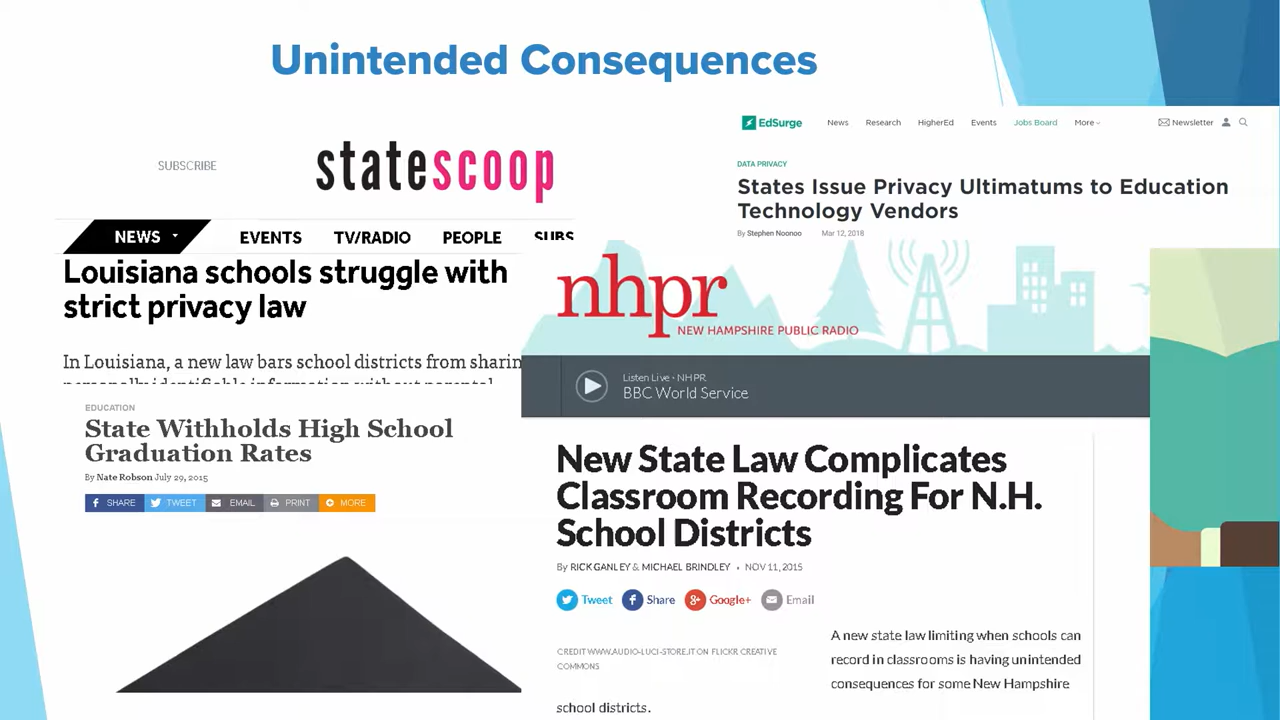 Unintended Consequences
SUBSCRIBE
statescoop
NEWS
EVENTS
TV/RADIO
PEOPLE
SUBS
Louisiana schools struggle with
strict privacy law
In Louisiana, a new law bars school districts from sharin
personally identifiable information without parental
EDUCATION
State Withholds High School
Graduation Rates
By Nate Robson July 29, 2015
SHARE
TWEET
EMAIL
PRINT
MORE
EdSurge
News
Research
HigherEd
Events
Jobs Board
More
Newsletter
DATA PRIVACY
States Issue Privacy Ultimatums to Education
Technology Vendors
By Stephen Noonoo Mar 12, 2018
nhpr
NEW HAMPSHIRE PUBLIC RADIO
Listen Live - NHPR
BBC World Service
New State Law Complicates
Classroom Recording For N.H.
School Districts
By RICK GANLEY & MICHAEL BRINDLEY • NOV 11, 2015
Tweet
Share
Google+
Email
CREDIT WWW.AUDIO-LUCI-STORE.IT ON FLICKR CREATIVE
COMMONS
A new state law limiting when schools can
record in classrooms is having unintended
consequences for some New Hampshire
school districts.